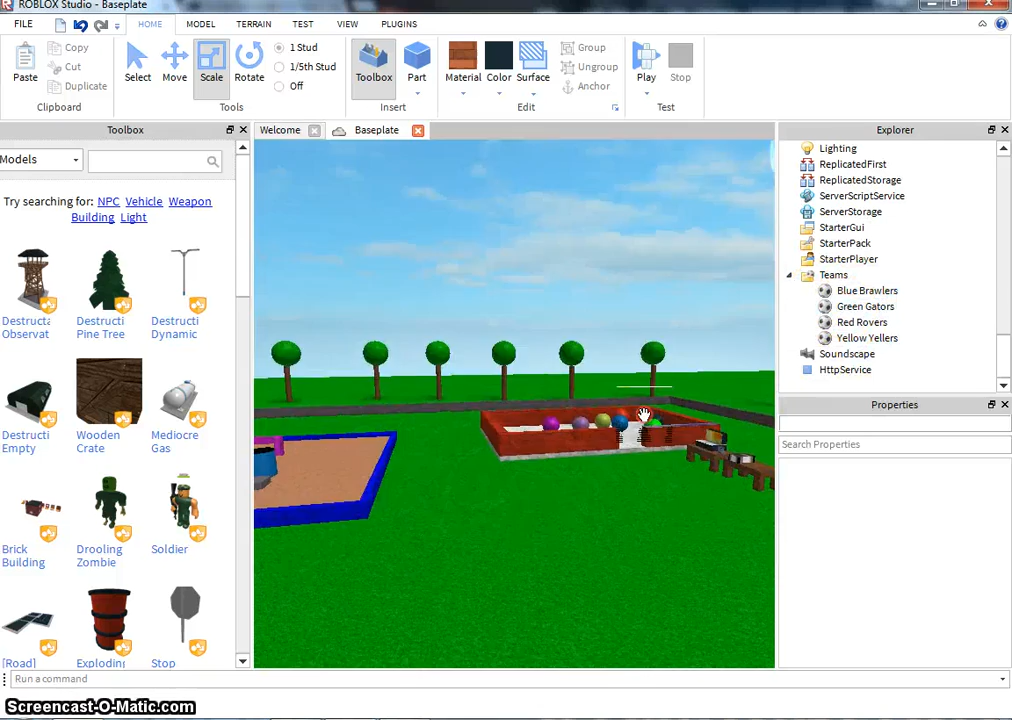 ROBLOX Studio - Baseplate
FILE HOME MODEL TERRAIN TEST VIEW PLUGINS
Paste Copy Cut Duplicate
Clipboard
Select Move Scale Rotate
1 Stud
1/5th Stud
Off
Tools
Toolbox Part
Insert
Material Color Surface
Group
Ungroup
Anchor
Edit
Play Stop
Test
Toolbox
Welcome Baseplate
Explorer
Models
Try searching for: NPC Vehicle Weapon
Building Light
Destructa
Observat
Destructi
Pine Tree
Destructi
Dynamic
Destructi
Empty
Wooden
Crate
Mediocre
Gas
Brick
Building
Drooling
Zombie
Soldier
[Road]
Exploding
Stop
Lighting
ReplicatedFirst
ReplicatedStorage
ServerScriptService
ServerStorage
StarterGui
StarterPack
StarterPlayer
Teams
Blue Brawlers
Green Gators
Red Rovers
Yellow Yellers
Soundscape
HttpService
Properties
Search Properties
Run a command
Screencast-O-Matic.com